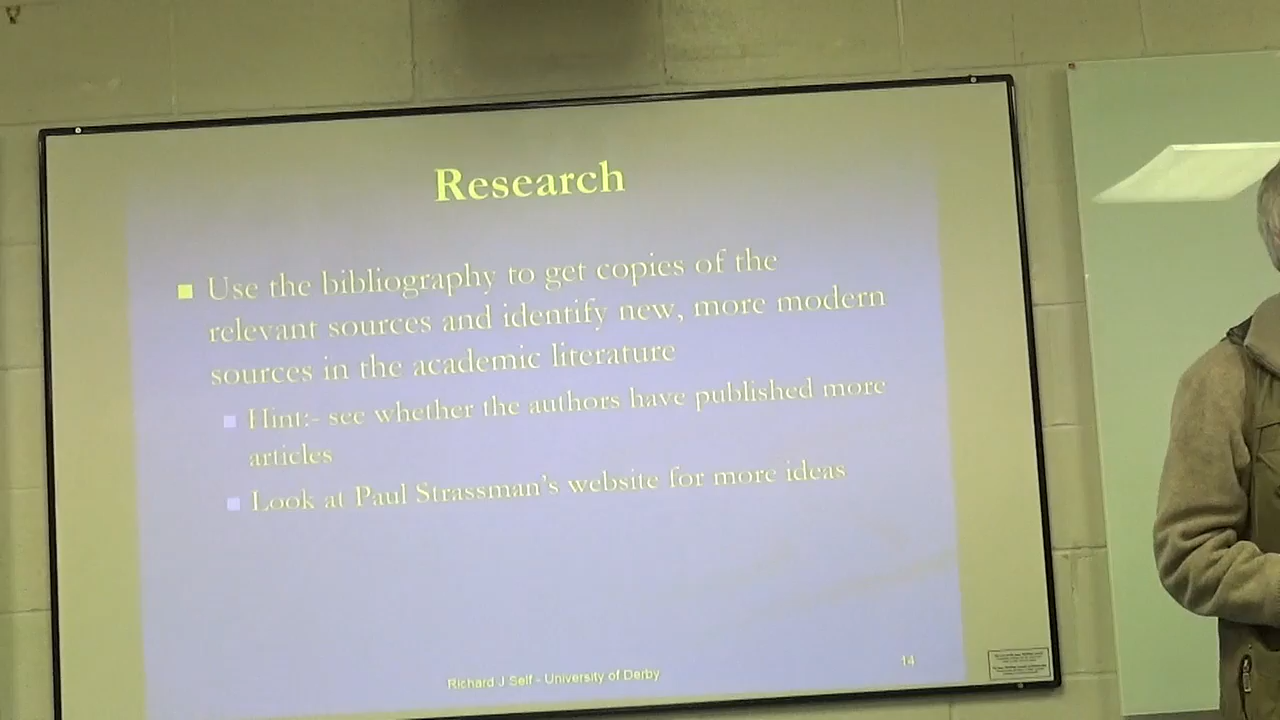 Research
Use the bibliography to get copies of the
relevant sources and identify new, more modern
sources in the academic literature
Hint:- see whether the authors have published more
articles
Look at Paul Strassman's website for more ideas
Richard J Self - University of Derby
14